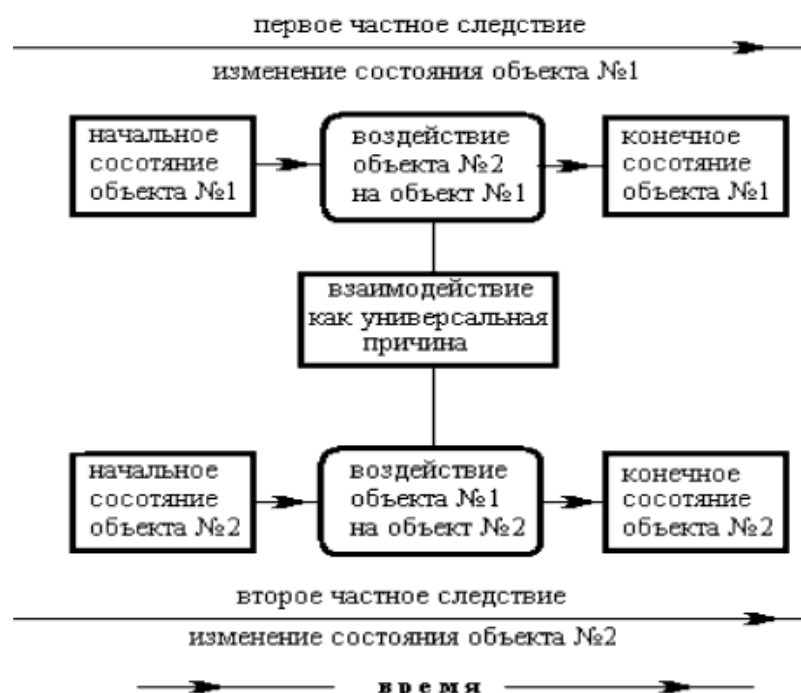 первое частное следствие
изменение состояния объекта №1
начальное
сосотяние
объекта №1
воздействие
объекта №2
на объект №1
конечное
сосотяние
объекта №1
взаимодействие
как универсальная
причина
начальное
сосотяние
объекта №2
воздействие
объекта №1
на объект №2
конечное
сосотяние
объекта №2
второе частное следствие
изменение состояния объекта №2
время